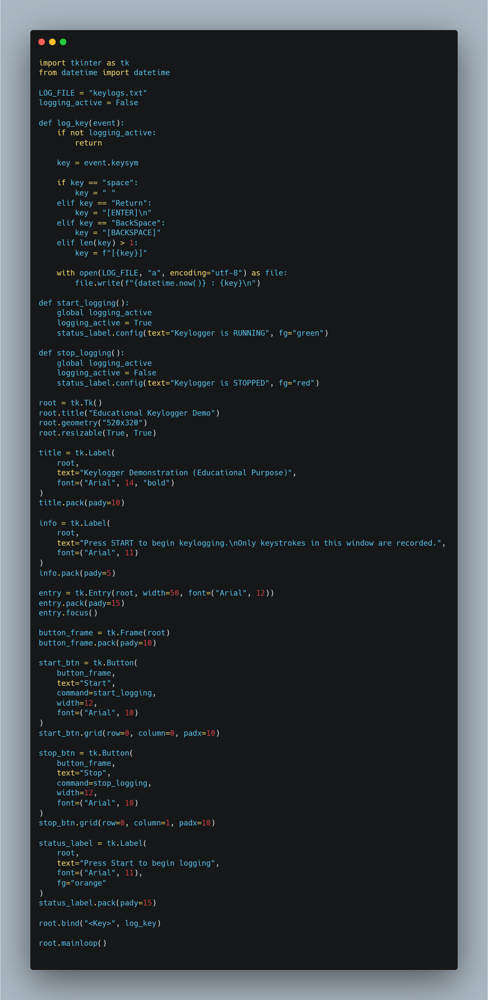 import tkinter as tk
from datetime import datetime

LOG_FILE = "keylogs.txt"
logging_active = False

def log_key(event):
    if not logging_active:
        return

    key = event.keysym

    if key == "space":
        key = " "
    elif key == "Return":
        key = "[ENTER]\n"
    elif key == "BackSpace":
        key = "[BACKSPACE]"
    elif len(key) > 1:
        key = f"[{key}]"

    with open(LOG_FILE, "a", encoding="utf-8") as file:
        file.write(f"{datetime.now()} : {key}\n")

def start_logging():
    global logging_active
    logging_active = True
    status_label.config(text="Keylogger is RUNNING", fg="green")

def stop_logging():
    global logging_active
    logging_active = False
    status_label.config(text="Keylogger is STOPPED", fg="red")

root = tk.Tk()
root.title("Educational Keylogger Demo")
root.geometry("520x320")
root.resizable(True, True)

title = tk.Label(
    root,
    text="Keylogger Demonstration (Educational Purpose)",
    font=("Arial", 14, "bold")
)
title.pack(pady=10)

info = tk.Label(
    root,
    text="Press START to begin keylogging.\nOnly keystrokes in this window are recorded.",
    font=("Arial", 11)
)
info.pack(pady=5)

entry = tk.Entry(root, width=50, font=("Arial", 12))
entry.pack(pady=15)
entry.focus()

button_frame = tk.Frame(root)
button_frame.pack(pady=10)

start_btn = tk.Button(
    button_frame,
    text="Start",
    command=start_logging,
    width=12,
    font=("Arial", 10)
)
start_btn.grid(row=0, column=0, padx=10)

stop_btn = tk.Button(
    button_frame,
    text="Stop",
    command=stop_logging,
    width=12,
    font=("Arial", 10)
)
stop_btn.grid(row=0, column=1, padx=10)

status_label = tk.Label(
    root,
    text="Press Start to begin logging",
    font=("Arial", 11),
    fg="orange"
)
status_label.pack(pady=15)

root.bind("<Key>", log_key)

root.mainloop()